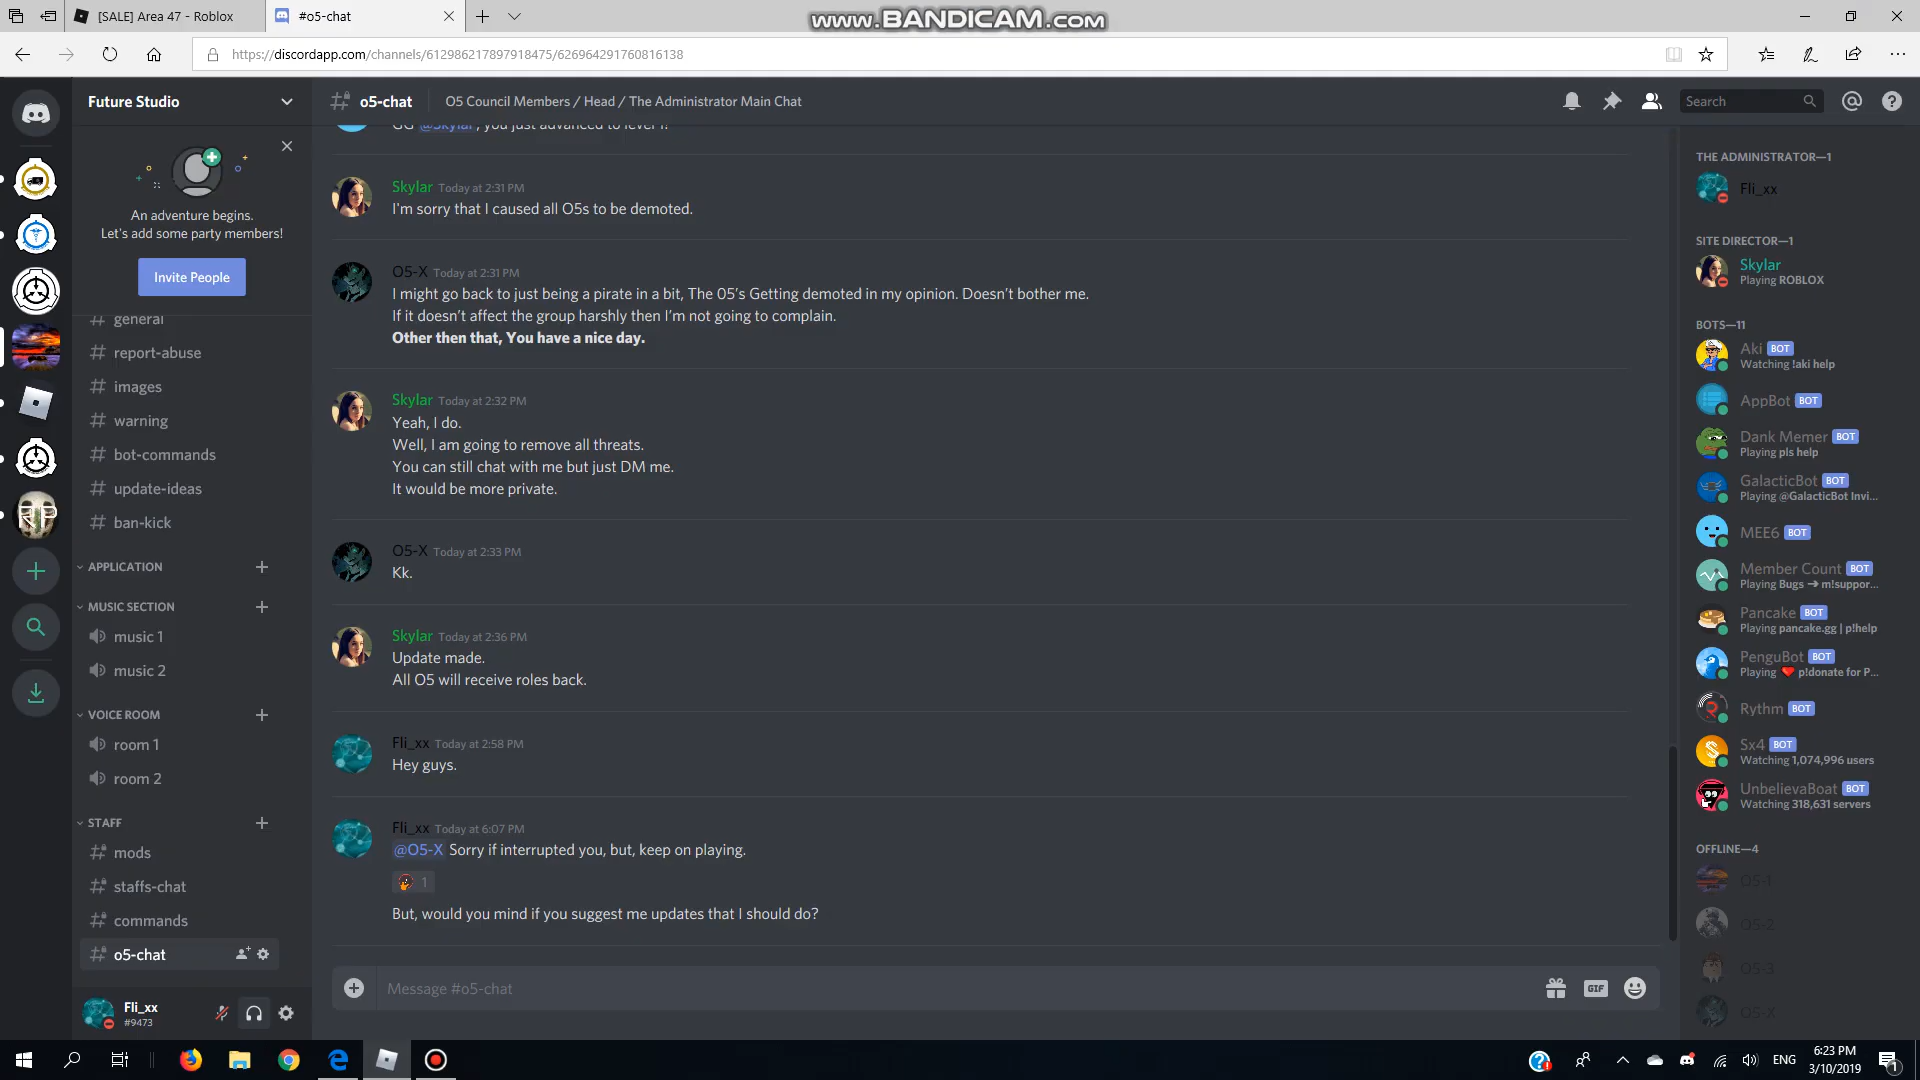 [SALE] Area 47 - Roblox
#o5-chat
www.BANDICAM.com
https://discordapp.com/channels/612986217897918475/626964291760816138
Future Studio
An adventure begins.
Let's add some party members!
Invite People
general
# report-abuse
# images
# warning
# bot-commands
# update-ideas
# ban-kick
APPLICATION
MUSIC SECTION
music 1
music 2
VOICE ROOM
room 1
room 2
STAFF
mods
staffs-chat
commands
o5-chat
Fli_xx
#9473
o5-chat
O5 Council Members / Head / The Administrator Main Chat
Search
GG @Skylar, you just advanced to level 1!
Skylar Today at 2:31 PM
I'm sorry that I caused all O5s to be demoted.
O5-X Today at 2:31 PM
I might go back to just being a pirate in a bit, The 05's Getting demoted in my opinion. Doesn't bother me.
If it doesn't affect the group harshly then I'm not going to complain.
Other then that, You have a nice day.
Skylar Today at 2:32 PM
Yeah, I do.
Well, I am going to remove all threats.
You can still chat with me but just DM me.
It would be more private.
O5-X Today at 2:33 PM
Kk.
Skylar Today at 2:36 PM
Update made.
All O5 will receive roles back.
Fli_xx Today at 2:58 PM
Hey guys.
Fli_xx Today at 6:07 PM
@O5-X Sorry if interrupted you, but, keep on playing.
1
But, would you mind if you suggest me updates that I should do?
Message #o5-chat
GIF
THE ADMINISTRATOR—1
Fli_xx
SITE DIRECTOR—1
Skylar
Playing ROBLOX
BOTS—11
Aki BOT
Watching !aki help
AppBot BOT
Dank Memer BOT
Playing pls help
GalacticBot BOT
Playing @GalacticBot Invi...
MEE6 BOT
Member Count BOT
Playing Bugs ➔ m!suppor...
Pancake BOT
Playing pancake.gg | p!help
PenguBot BOT
Playing ❤ p!donate for P...
Rythm BOT
Sx4 BOT
Watching 1,074,996 users
UnbelievaBoat BOT
Watching 318,631 servers
OFFLINE—4
O5-1
O5-2
O5-3
O5-X
RP
ENG
6:23 PM
3/10/2019
1